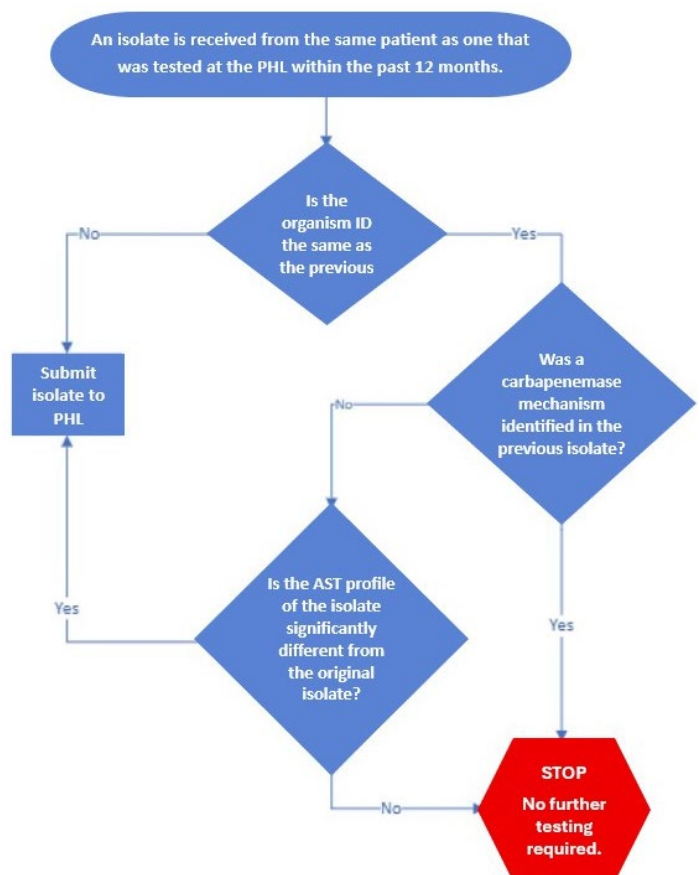 An isolate is received from the same patient as one that
was tested at the PHL within the past 12 months.
Is the
organism ID
the same as
the previous
No
Yes
Submit
isolate to
PHL
Was a
carbapenemase
mechanism
identified in the
previous isolate?
No
Is the AST profile
of the isolate
significantly
different from
the original
isolate?
Yes
Yes
STOP
No further
testing
required.
No